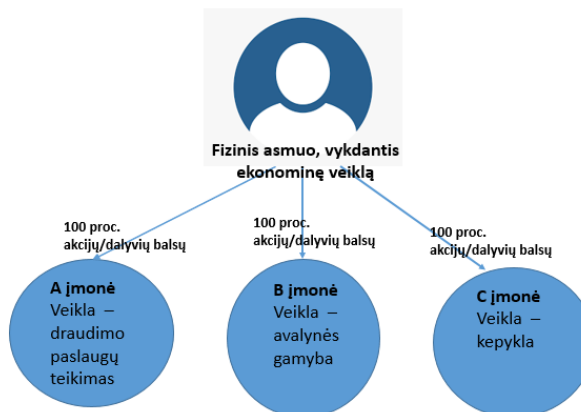 Fizinis asmuo, vykdantis
ekonominę veiklą
100 proc.
akcijų/dalyvių balsų
100 proc.
akcijų/dalyvių balsų
100 proc.
akcijų/dalyvių balsų
A įmonė
Veikla –
draudimo
paslaugų
teikimas
B įmonė
Veikla –
avalynės
gamyba
C įmonė
Veikla –
kepykla